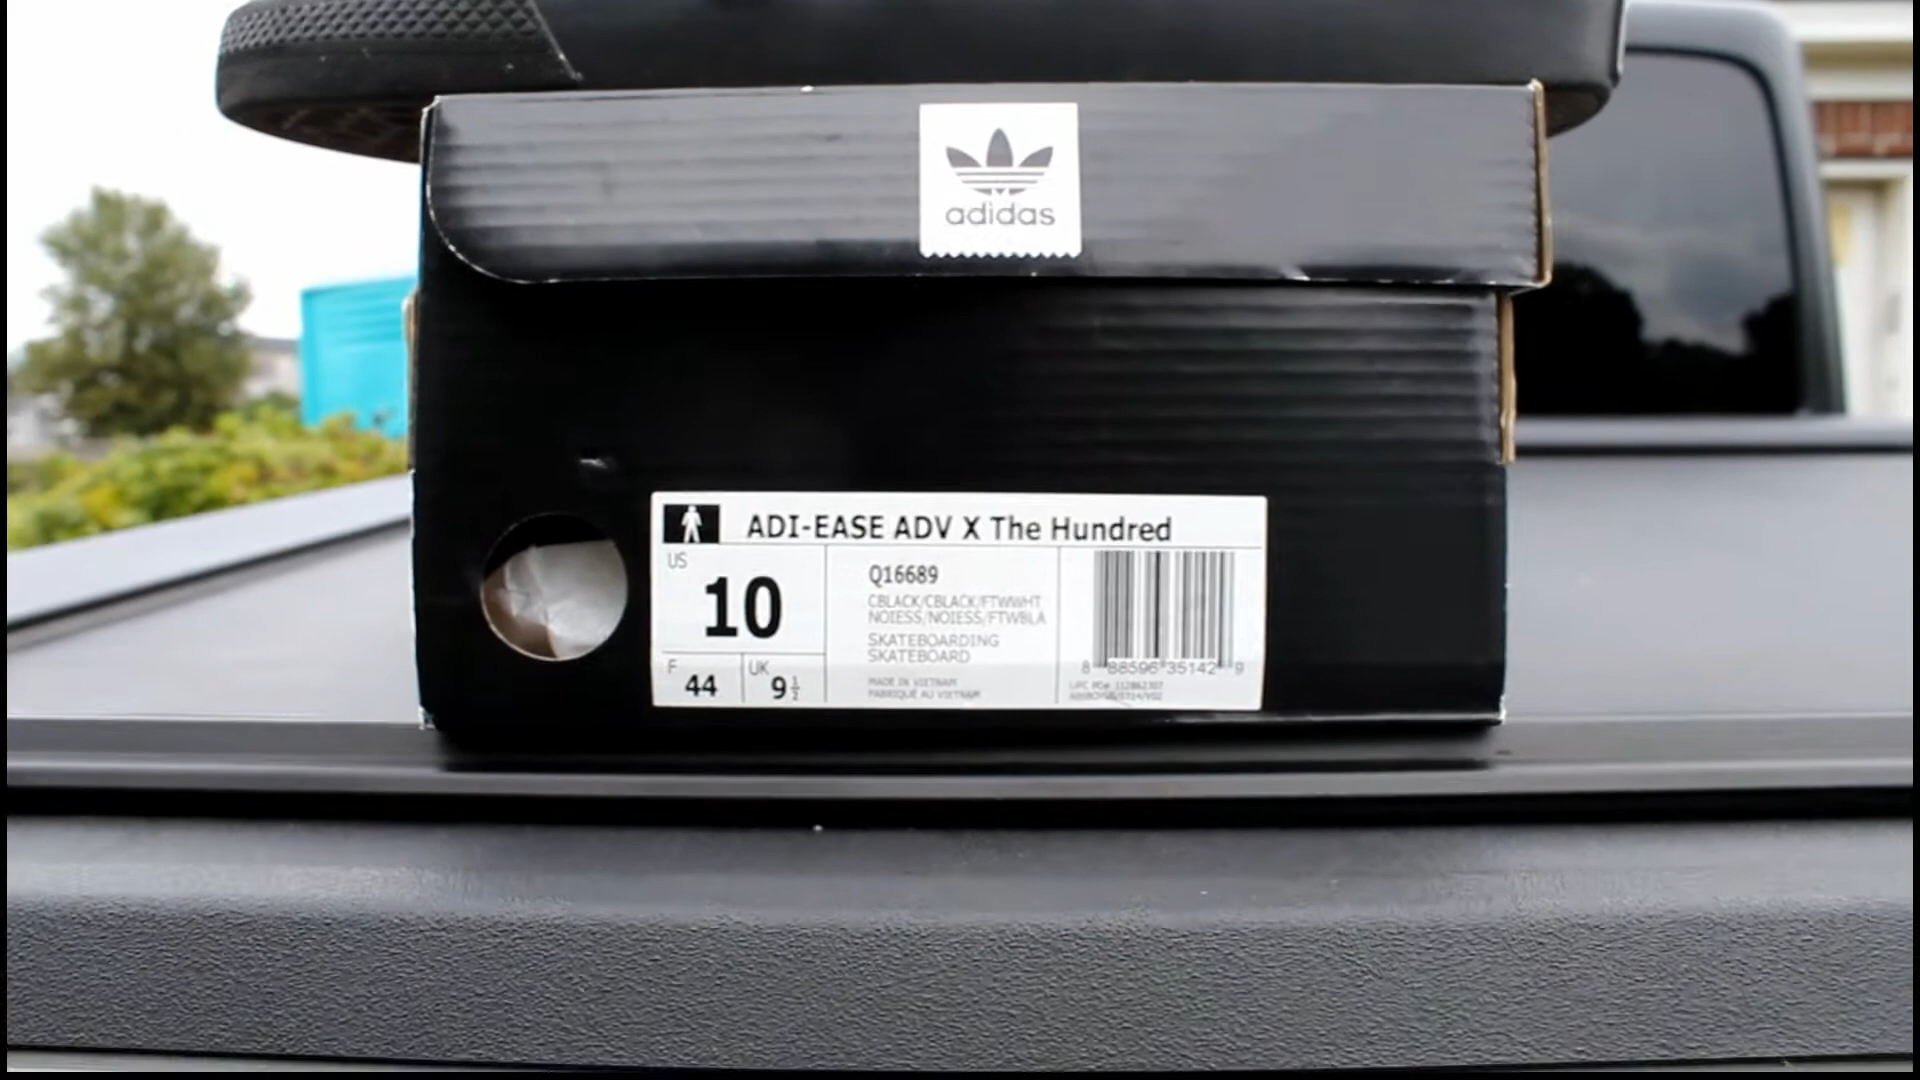 adidas
ADI-EASE ADV X The Hundred
US
10
F
44
UK
9½
Q16689
CBLACK/CBLACK/FTWWHT
NOIESS/NOIESS/FTWBLA
SKATEBOARDING
SKATEBOARD
MADE IN VIETNAM
FABRIQUÉ AU VIETNAM
8 88596 35142 9